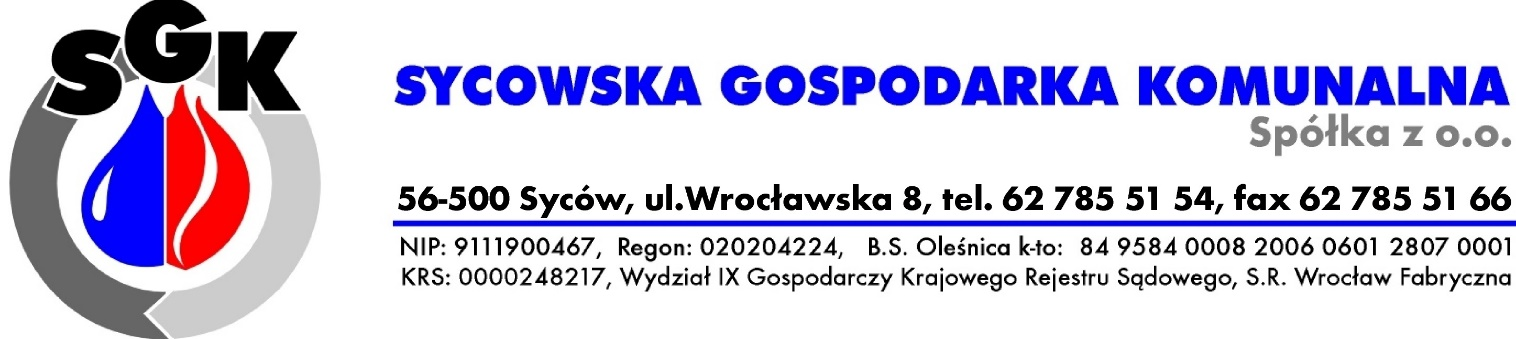 SGK
SYCOWSKA GOSPODARKA KOMUNALNA
Spółka z o.o.
56-500 Syców, ul.Wrocławska 8, tel. 62 785 51 54, fax 62 785 51 66
NIP: 9111900467, Regon: 020204224, B.S. Oleśnica k-to: 84 9584 0008 2006 0601 2807 0001
KRS: 0000248217, Wydział IX Gospodarczy Krajowego Rejestru Sądowego, S.R. Wrocław Fabryczna